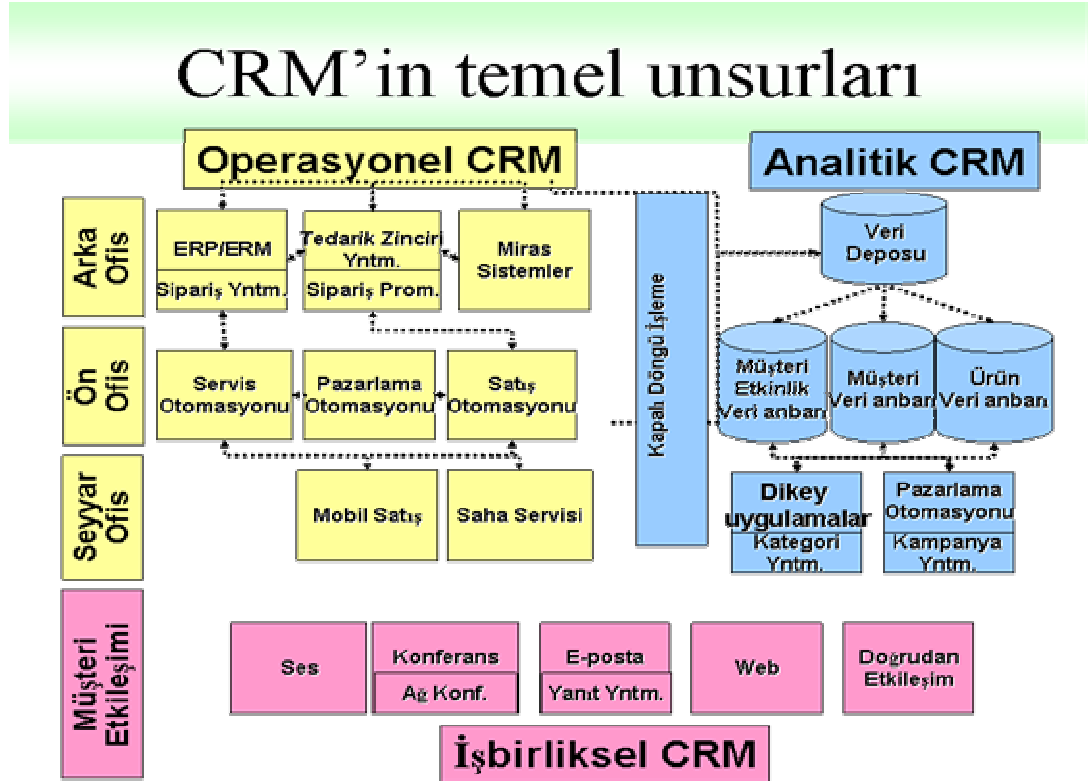 CRM’in temel unsurları
Operasyonel CRM
Analitik CRM
Arka
Ofis
ERP/ERM
Sipariş Yntm.
Tedarik Zinciri
Yntm.
Sipariş Prom.
Miras
Sistemler
Ön
Ofis
Servis
Otomasyonu
Pazarlama
Otomasyonu
Satış
Otomasyonu
Seyyar
Ofis
Mobil Satış
Saha Servisi
Kapalı Döngü İşleme
Veri
Deposu
Müşteri
Etkinlik
Veri anbarı
Müşteri
Veri anbarı
Ürün
Veri anbarı
Dikey
uygulamalar
Kategori
Yntm.
Pazarlama
Otomasyonu
Kampanya
Yntm.
Müşteri
Etkileşimi
Ses
Konferans
Ağ Konf.
E-posta
Yanıt Yntm.
Web
Doğrudan
Etkileşim
İşbirliksel CRM